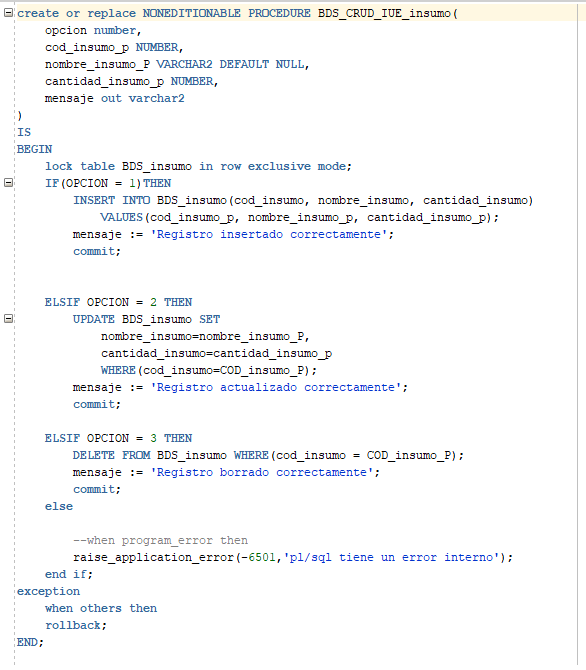 create or replace NONEDITIONABLE PROCEDURE BDS_CRUD_IUE_insumo(
    opcion number,
    cod_insumo_p NUMBER,
    nombre_insumo_P VARCHAR2 DEFAULT NULL,
    cantidad_insumo_p NUMBER,
    mensaje out varchar2
)
IS
BEGIN
    lock table BDS_insumo in row exclusive mode;
    IF(OPCION = 1)THEN
        INSERT INTO BDS_insumo(cod_insumo, nombre_insumo, cantidad_insumo)
            VALUES(cod_insumo_p, nombre_insumo_p, cantidad_insumo_p);
        mensaje := 'Registro insertado correctamente';
        commit;
    ELSIF OPCION = 2 THEN
        UPDATE BDS_insumo SET
            nombre_insumo=nombre_insumo_P,
            cantidad_insumo=cantidad_insumo_p
            WHERE(cod_insumo=COD_insumo_P);
        mensaje := 'Registro actualizado correctamente';
        commit;
    ELSIF OPCION = 3 THEN
        DELETE FROM BDS_insumo WHERE(cod_insumo = COD_insumo_P);
        mensaje := 'Registro borrado correctamente';
        commit;
    else
        --when program_error then
        raise_application_error(-6501,'pl/sql tiene un error interno');
    end if;
exception
    when others then
    rollback;
END;